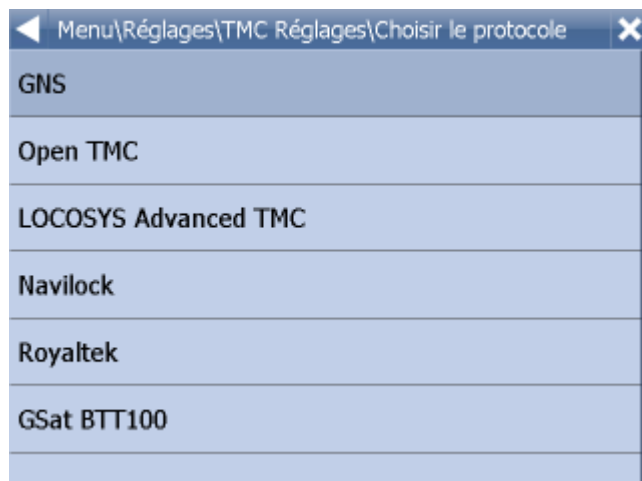 Menu\Réglages\TMC Réglages\Choisir le protocole
GNS
Open TMC
LOCOSYS Advanced TMC
Navilock
Royaltek
GSat BTT100